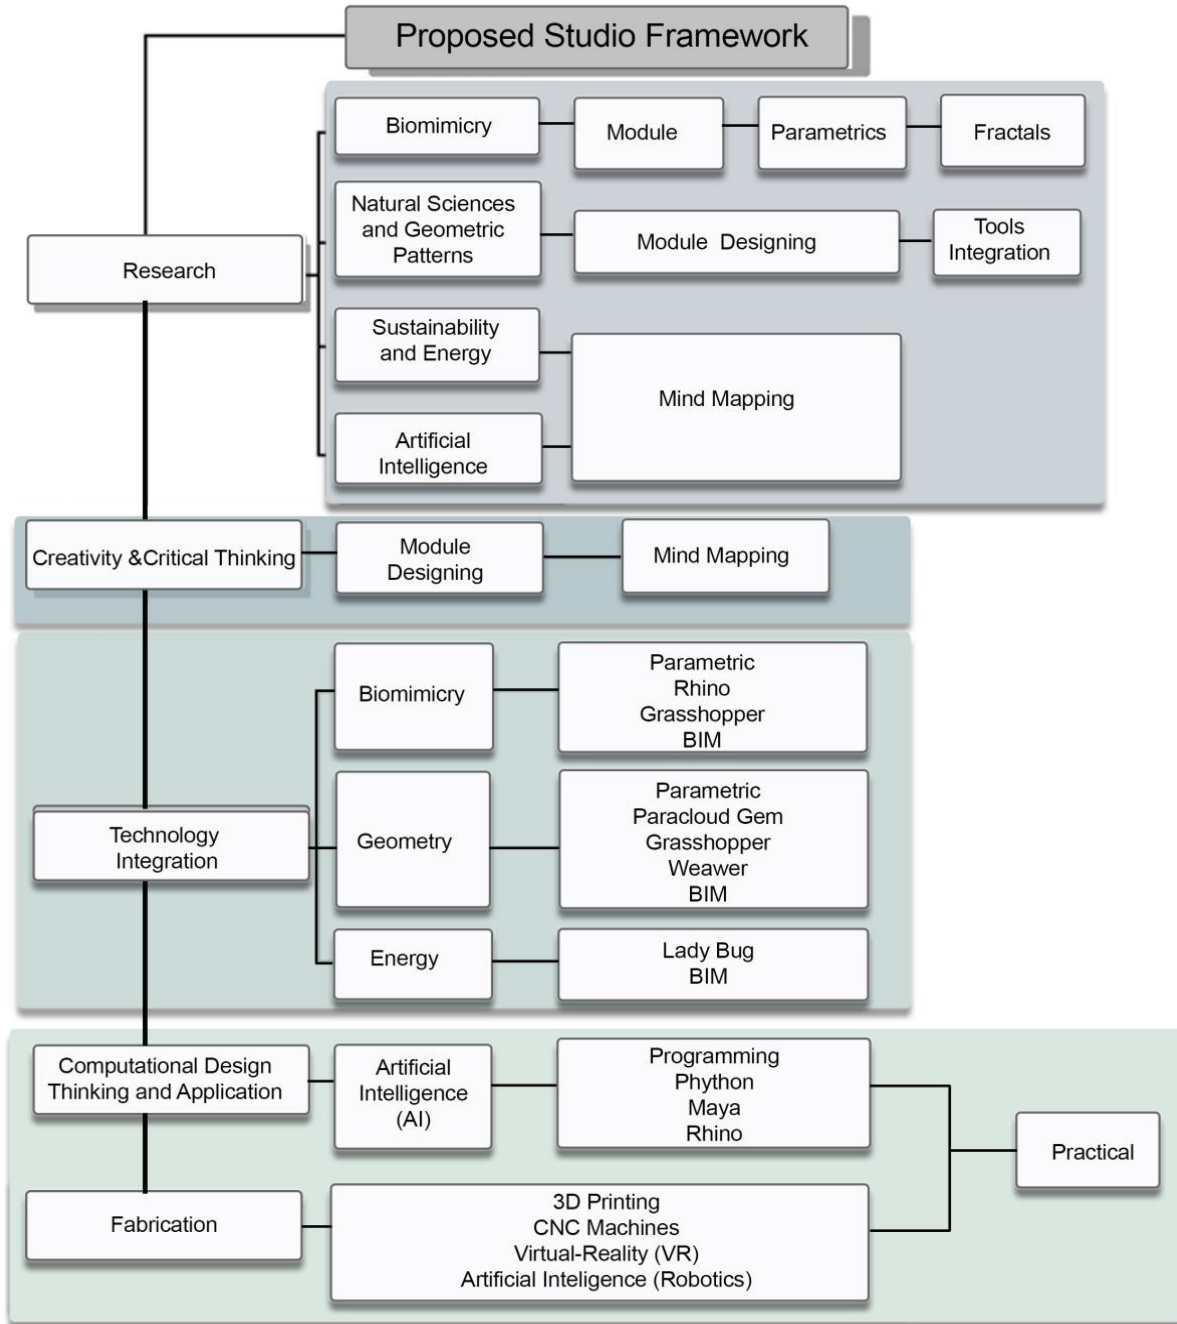 Proposed Studio Framework
Biomimicry
Module
Parametrics
Fractals
Natural Sciences
and Geometric
Patterns
Module Designing
Tools
Integration
Research
Sustainability
and Energy
Mind Mapping
Artificial
Intelligence
Creativity &Critical Thinking
Module
Designing
Mind Mapping
Biomimicry
Parametric
Rhino
Grasshopper
BIM
Technology
Integration
Geometry
Parametric
Paracloud Gem
Grasshopper
Weawer
BIM
Energy
Lady Bug
BIM
Computational Design
Thinking and Application
Artificial
Intelligence
(AI)
Programming
Phython
Maya
Rhino
Practical
Fabrication
3D Printing
CNC Machines
Virtual-Reality (VR)
Artificial Inteligence (Robotics)